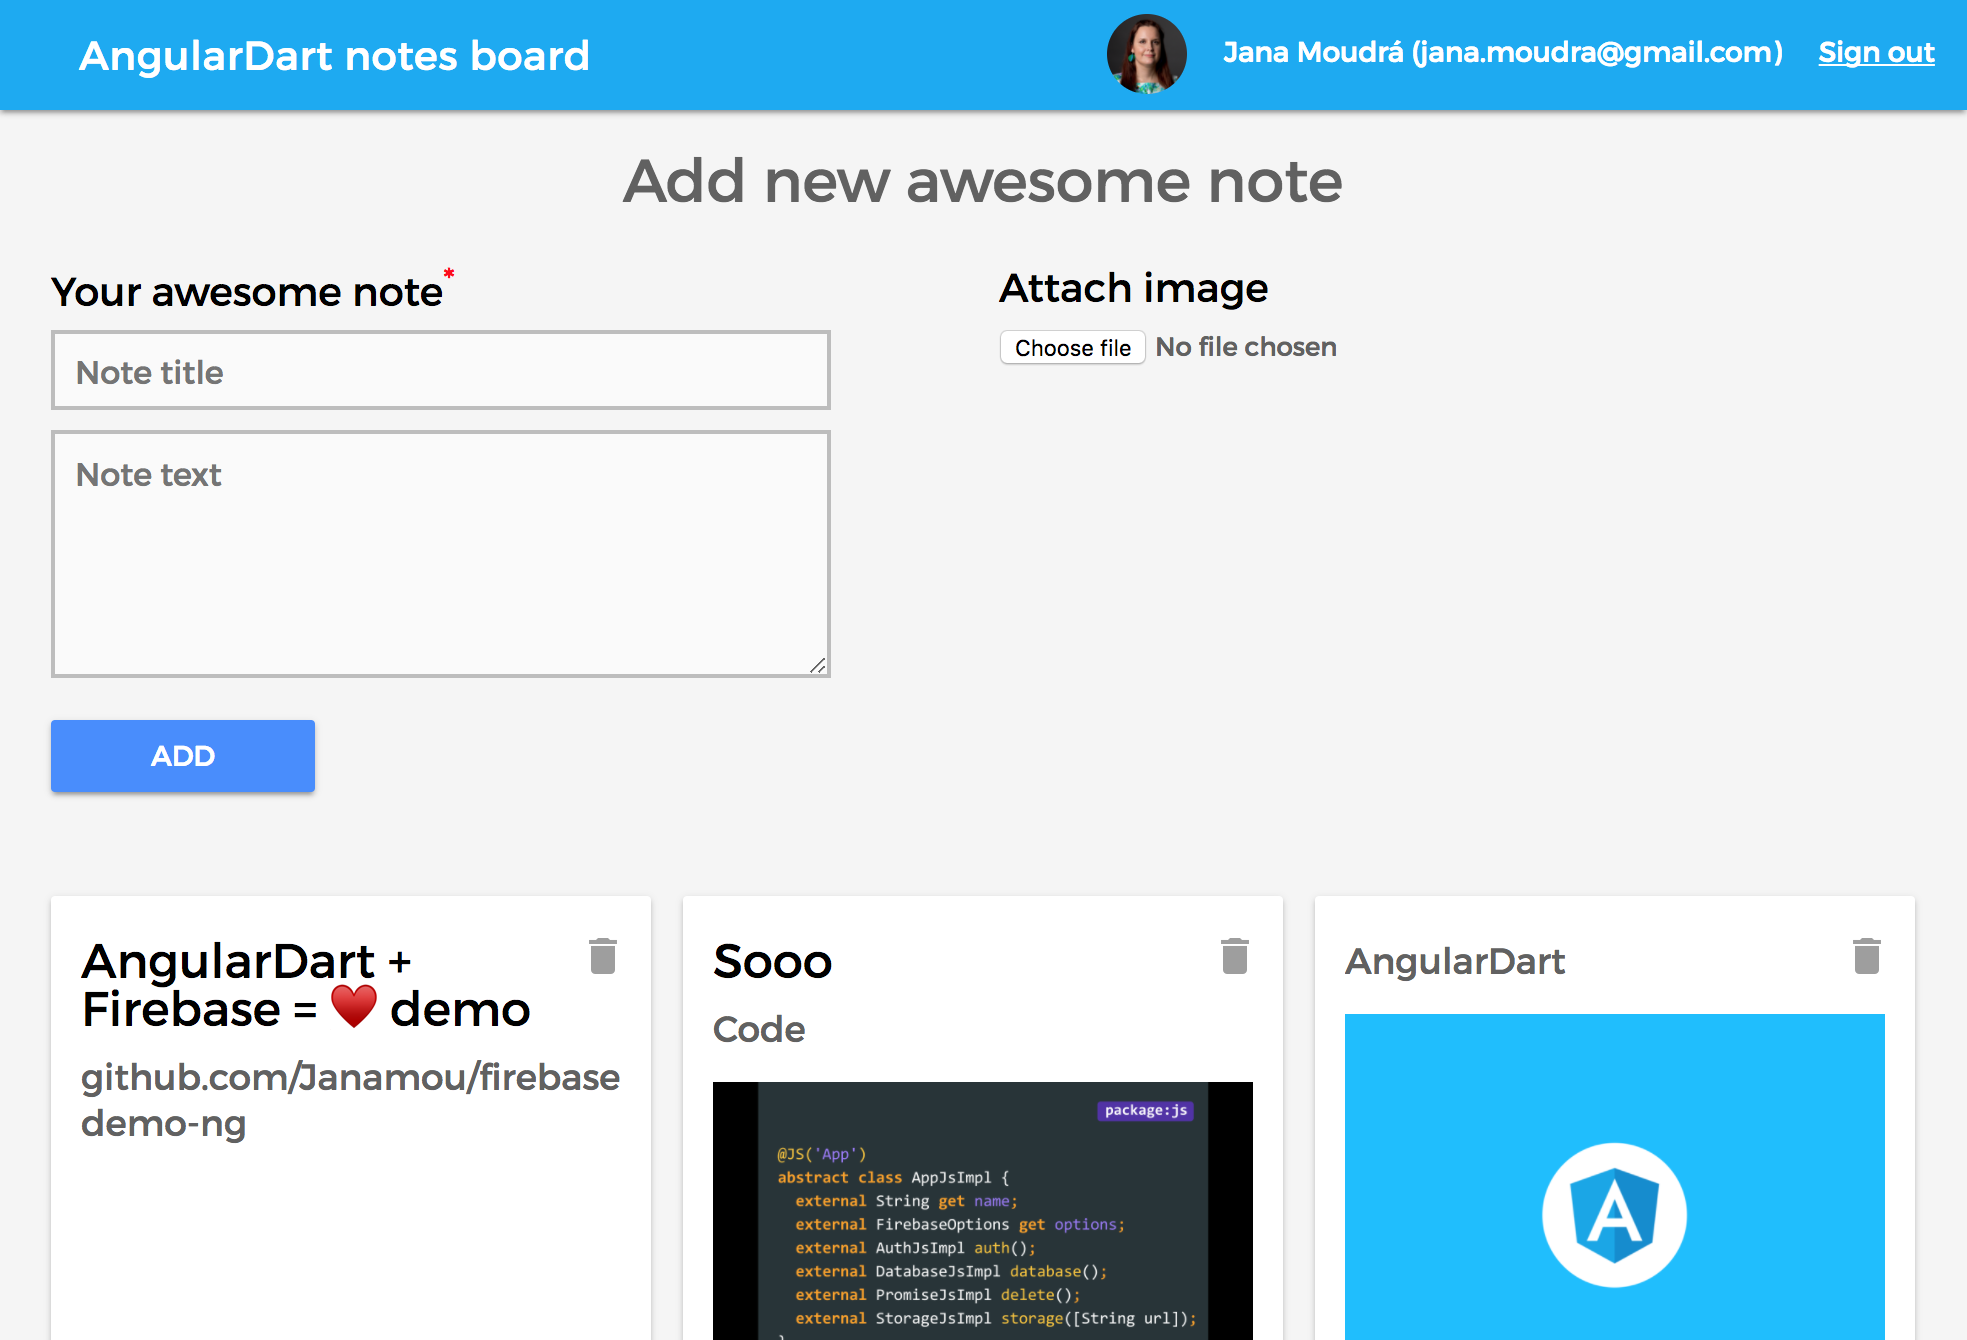 AngularDart notes board
Jana Moudrá (jana.moudra@gmail.com)
Sign out
Add new awesome note
Your awesome note*
Note title
Note text
ADD
Attach image
Choose file No file chosen
AngularDart +
Firebase = ♥ demo
github.com/Janamou/firebase
demo-ng
Sooo
Code
package:js
@JS('App')
abstract class AppJsImpl {
external String get name;
external FirebaseOptions get options;
external AuthJsImpl auth();
external DatabaseJsImpl database();
external PromiseJsImpl delete();
external StorageJsImpl storage([String url]);
AngularDart
A